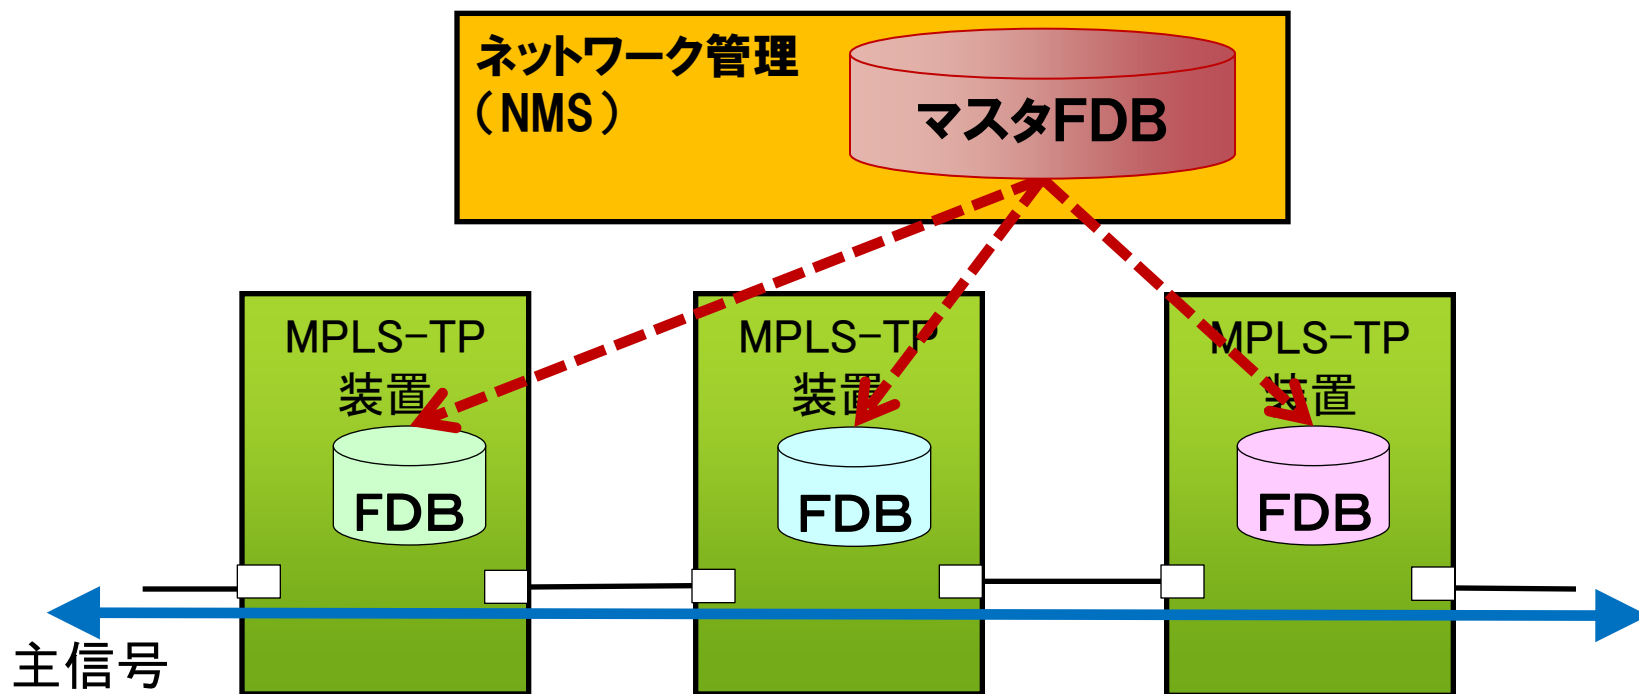 ネットワーク管理
（NMS）
マスタFDB
MPLS-TP
装置
FDB
MPLS-TP
装置
FDB
MPLS-TP
装置
FDB
主信号